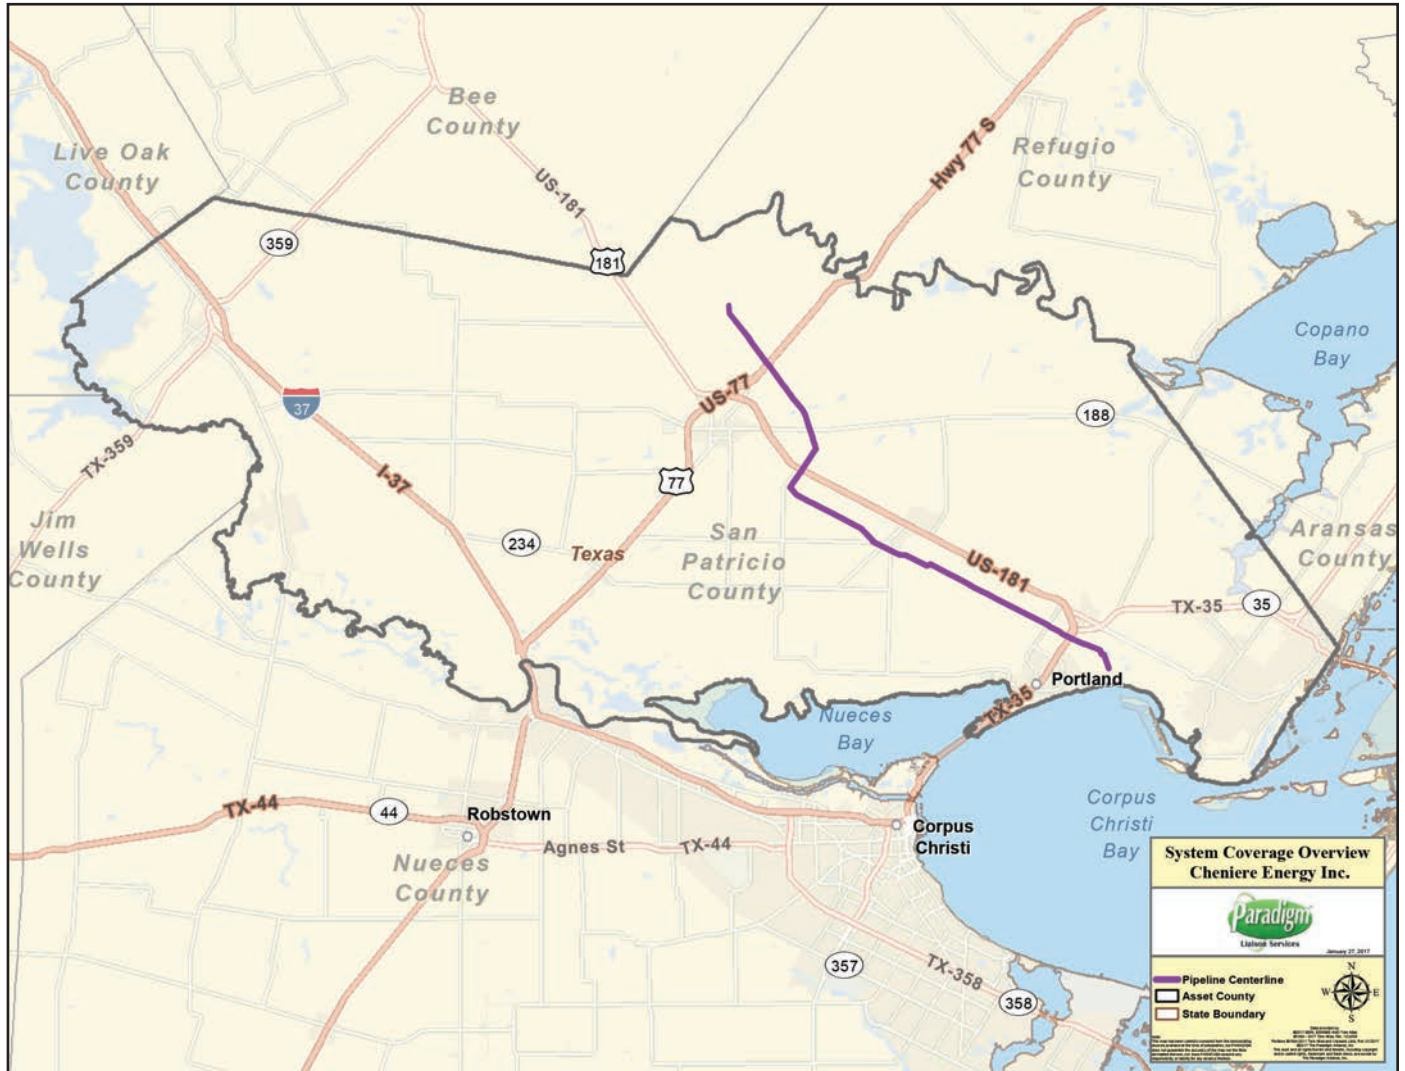 Bee
County
Live Oak
County
Hwy 77 S
Refugio
County
US-181
359
181
Copano
Bay
37
US-77
188
TX-359
I-37
77
Jim
Wells
County
234
Texas
San
Patricio
County
US-181
Aransas
County
TX-35
35
Portland
TX-35
Nueces
Bay
TX-44
44
Robstown
Corpus
Christi
Agnes St
TX-44
Nueces
County
Corpus
Christi
Bay
357
TX-358
358
System Coverage Overview
Cheniere Energy Inc.
Paradigm
Liaison Services
January 27, 2017
Pipeline Centerline
Asset County
State Boundary
N
W E
S